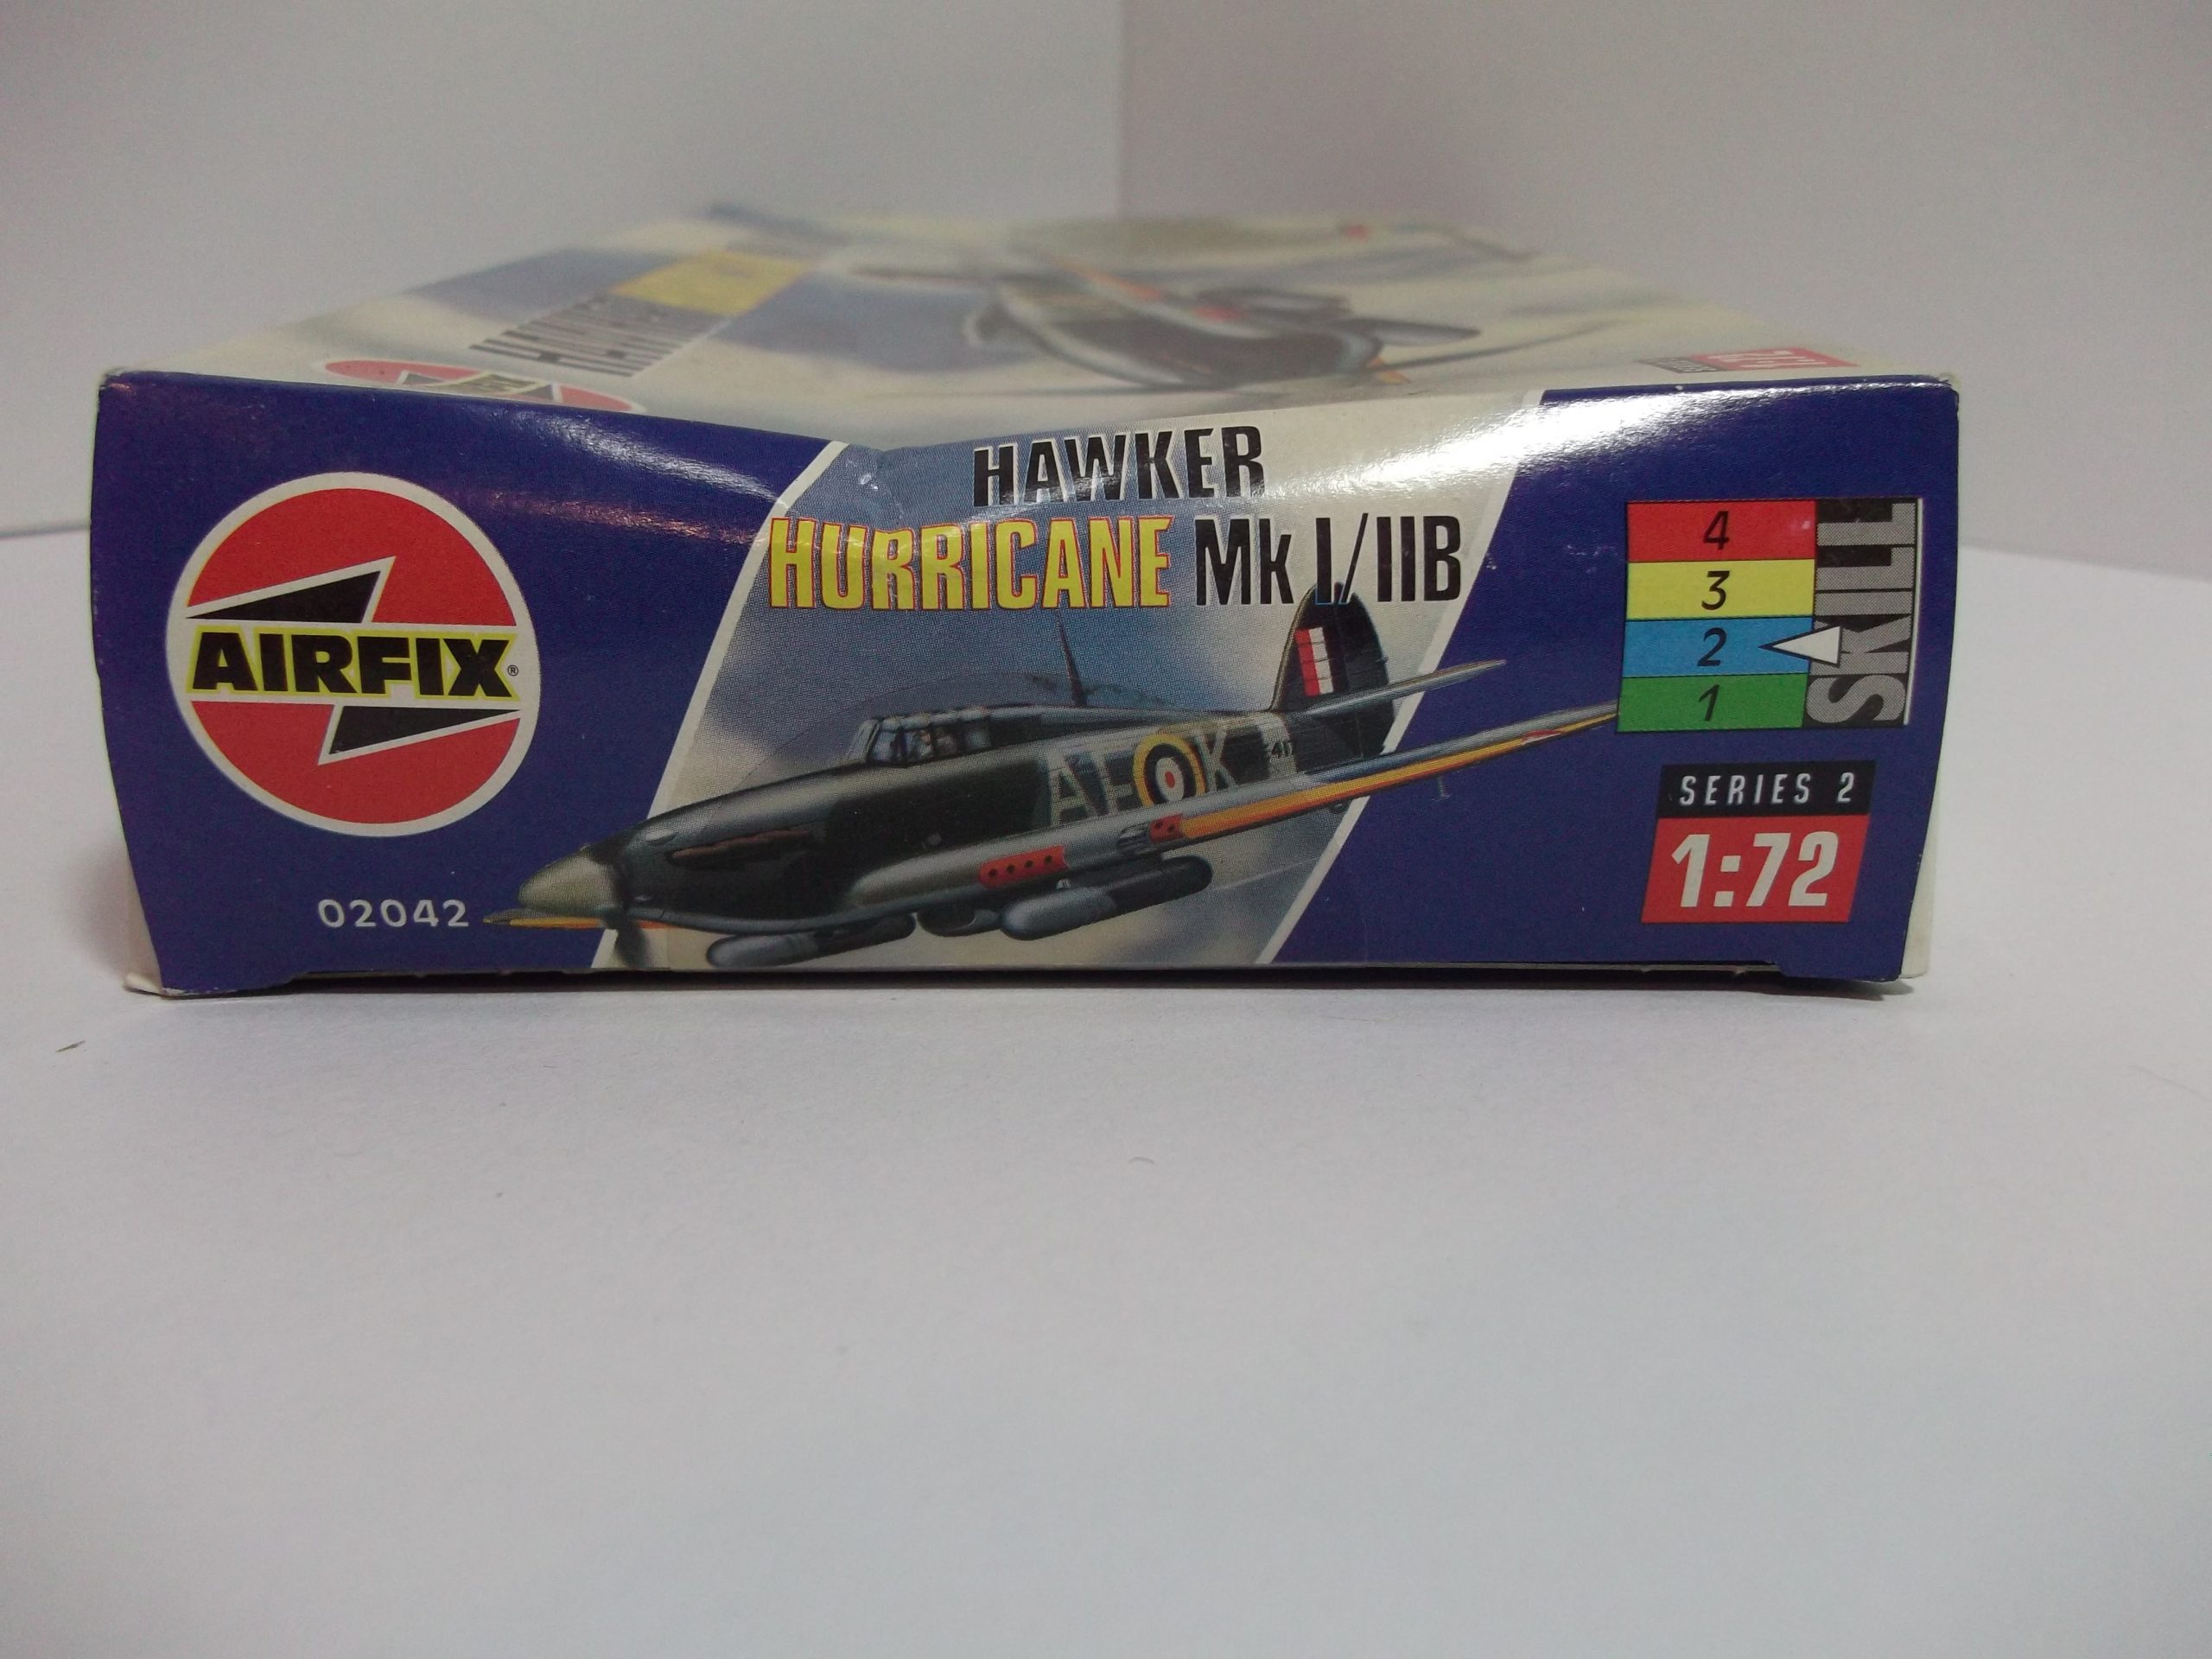 HAWKER
HURRICANE Mk I/IIB
AIRFIX®
02042
4
3
2
1
SKILL
SERIES 2
1:72